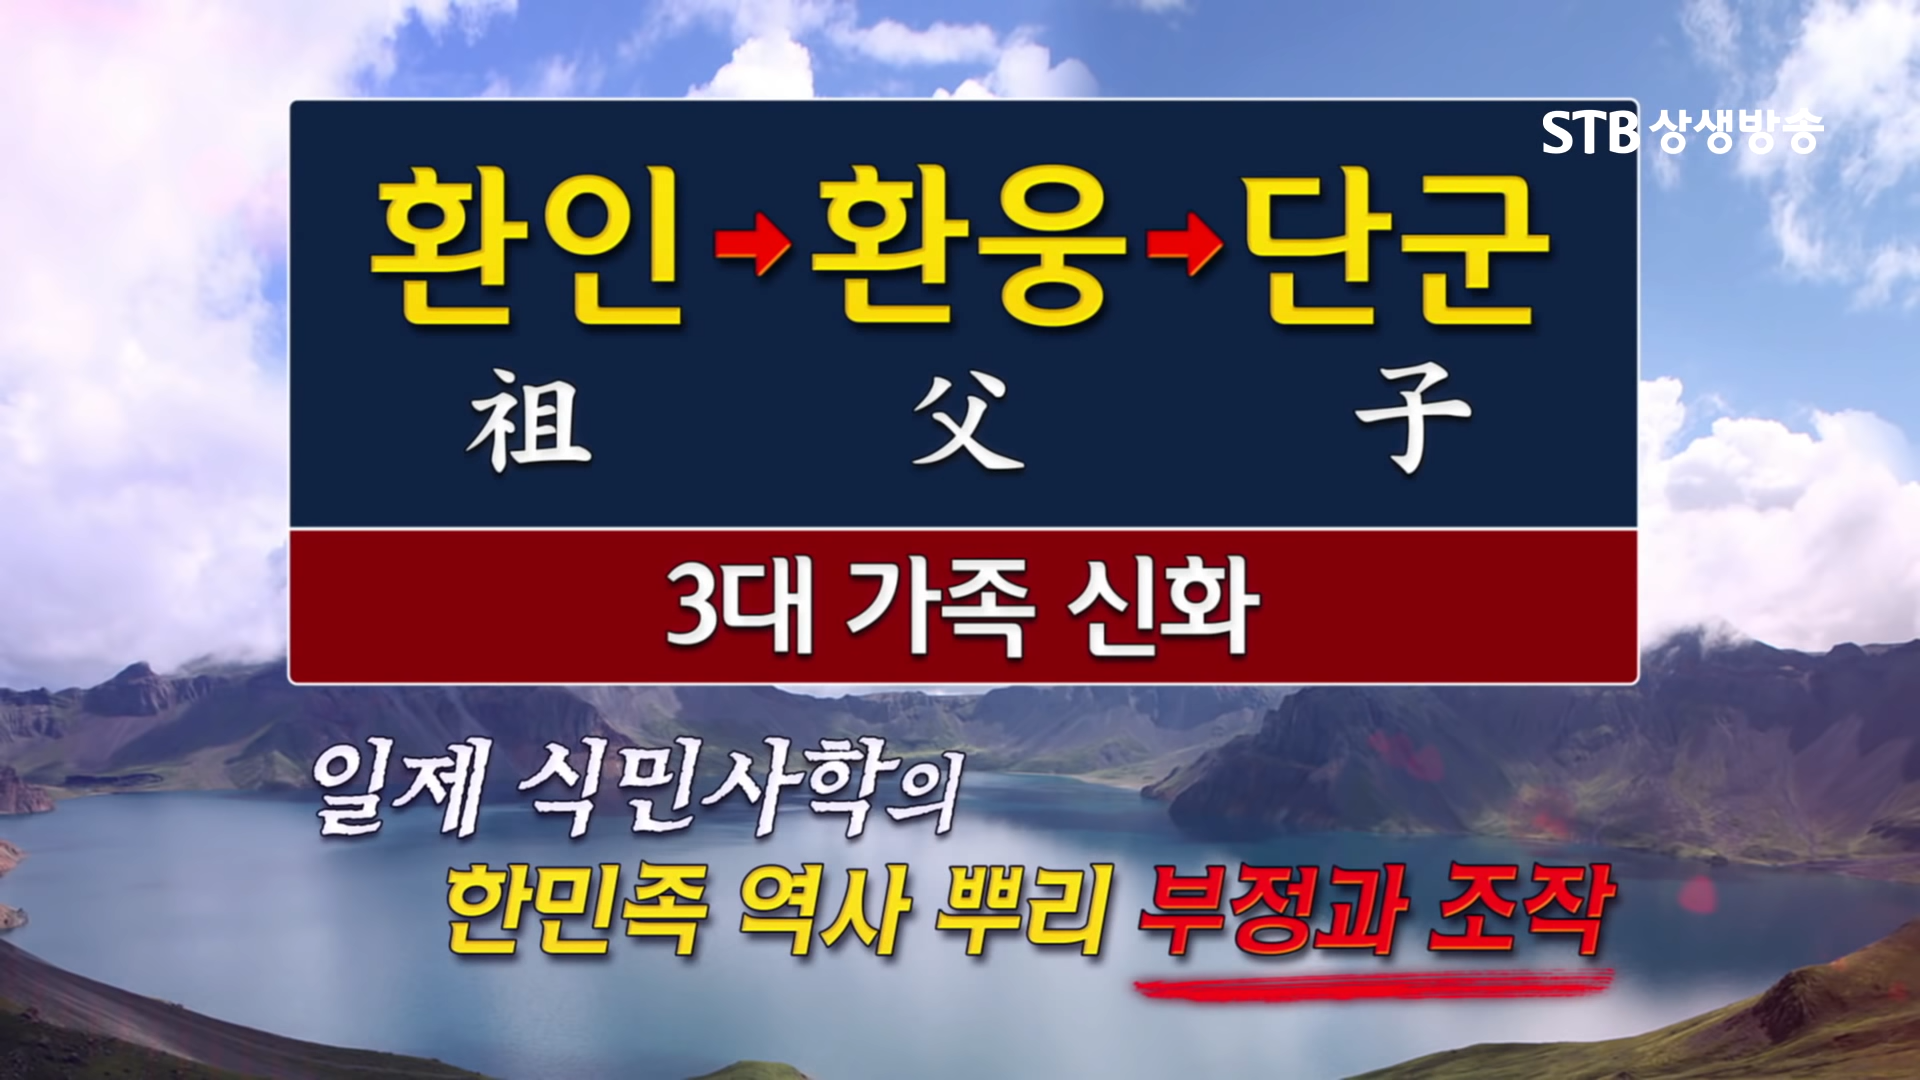 STB 상생방송
환인➡환웅➡단군
祖 父 子
3대 가족 신화
일제 식민사학의
한민족 역사 뿌리 부정과 조작